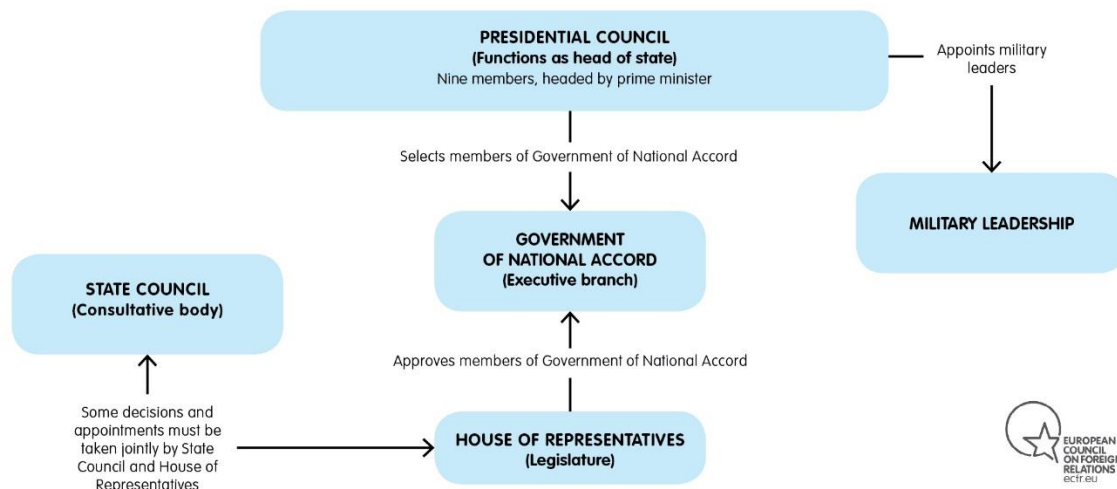 PRESIDENTIAL COUNCIL
(Functions as head of state)
Nine members, headed by prime minister
Appoints military
leaders
Selects members of Government of National Accord
MILITARY LEADERSHIP
GOVERNMENT
OF NATIONAL ACCORD
(Executive branch)
STATE COUNCIL
(Consultative body)
Approves members of Government of National Accord
Some decisions and
appointments must be
taken jointly by State
Council and House of
Representatives
HOUSE OF REPRESENTATIVES
(Legislature)
EUROPEAN
COUNCIL
ON FOREIGN
RELATIONS
ecfr.eu